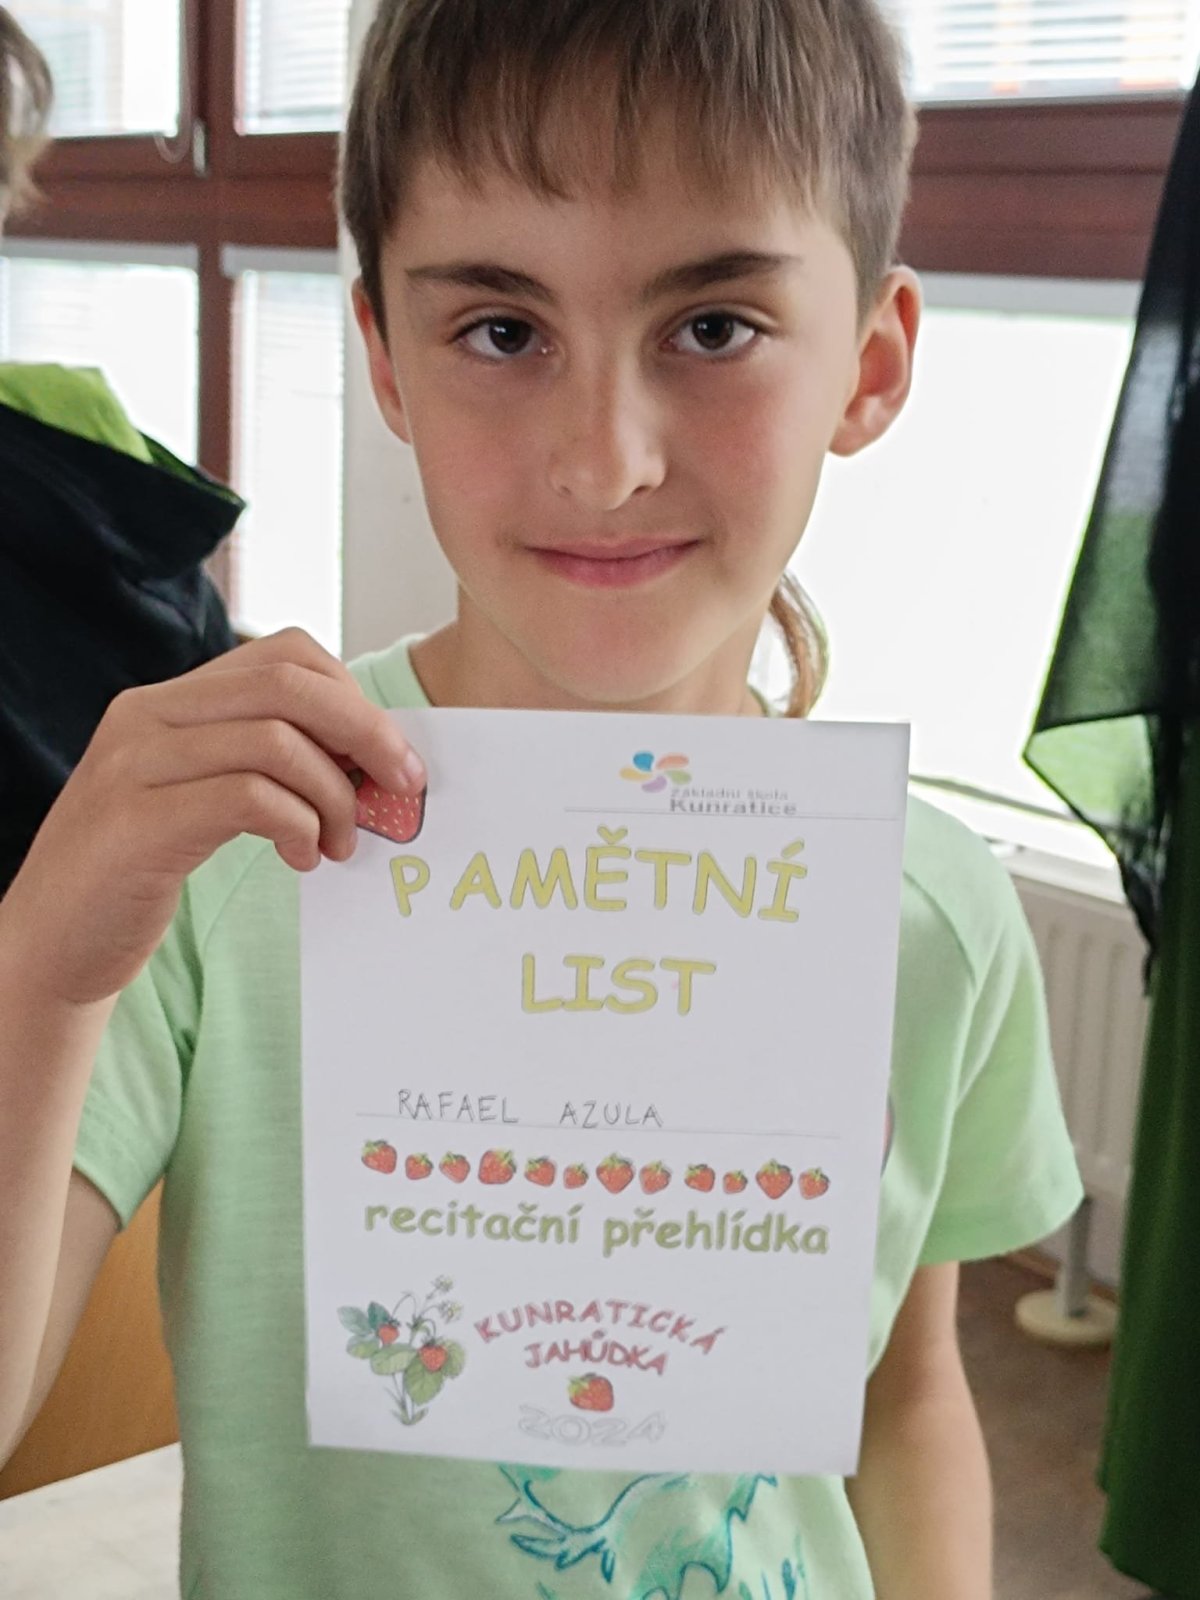 Základní škola
Kunratice
PAMĚTNÍ
LIST
RAFAEL AZULA
recitační přehlídka
KUNRATICKÁ
JAHŮDKA
2024